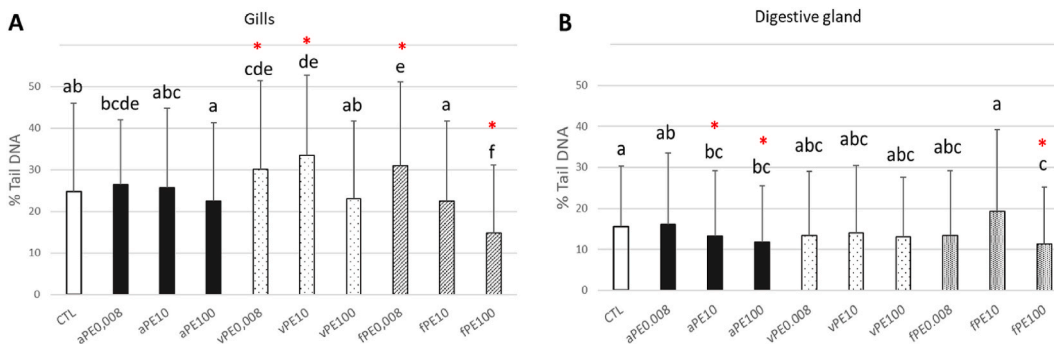 A
Gills
% Tail DNA
50
40
30
20
10
0
ab
bcde
abc
a
* cde
* de
ab
* e
a
* f
CTL
aPE0,008
aPE10
aPE100
vPE0,008
vPE10
vPE100
fPE0,008
fPE10
fPE100
B
Digestive gland
% Tail DNA
50
40
30
20
10
0
a
ab
* bc
* bc
abc
abc
abc
abc
a
* c
CTL
aPE0.008
aPE10
aPE100
vPE0.008
vPE10
vPE100
fPE0.008
fPE10
fPE100